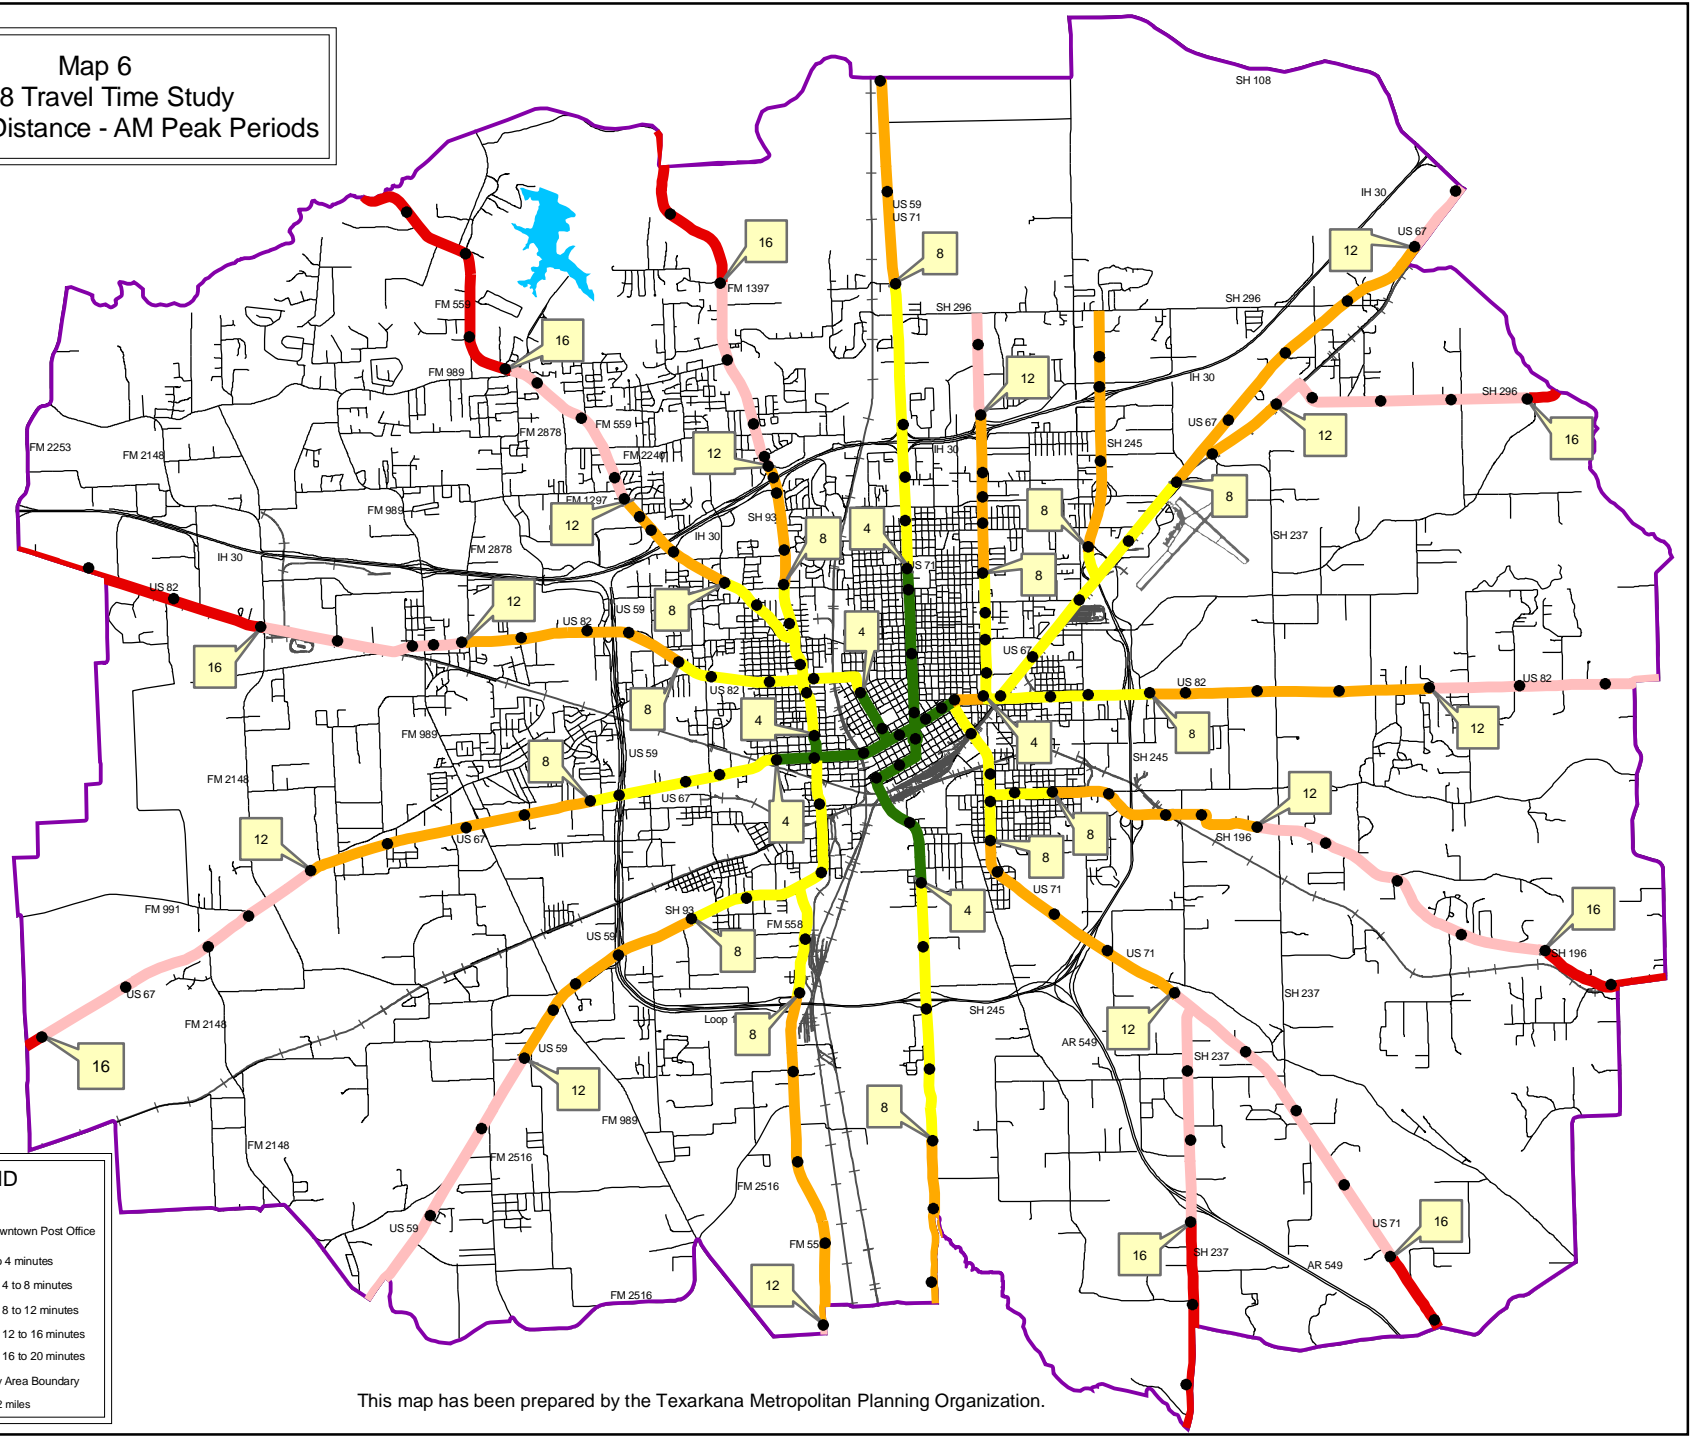 Map 6
8 Travel Time Study
Distance - AM Peak Periods
SH 108
IH 30
US 67
12
US 59
US 71
8
16
FM 1397
FM 559
16
FM 989
SH 296
SH 296
12
IH 30
SH 296
16
12
US 67
FM 559
FM 2878
FM 2253
FM 2148
FM 2240
12
IH 30
SH 245
8
8
FM 1297
12
FM 989
SH 93
4
8
IH 30
SH 237
FM 2878
IH 30
US 71
8
US 82
12
8
US 59
US 82
4
US 67
16
8
US 82
US 82
US 82
4
12
8
4
FM 989
US 59
SH 245
8
FM 2148
US 67
4
12
8
US 67
12
SH 196
8
US 71
FM 991
SH 93
FM 558
4
16
US 59
8
US 71
SH 196
US 67
SH 237
FM 2148
Loop
8
SH 245
12
AR 549
US 59
16
12
SH 237
8
FM 989
FM 2148
FM 2516
FM 2516
US 59
FM 55
16
US 71
16
SH 237
AR 549
12
FM 2516
ND
wntown Post Office
o 4 minutes
4 to 8 minutes
8 to 12 minutes
12 to 16 minutes
16 to 20 minutes
y Area Boundary
2 miles
This map has been prepared by the Texarkana Metropolitan Planning Organization.